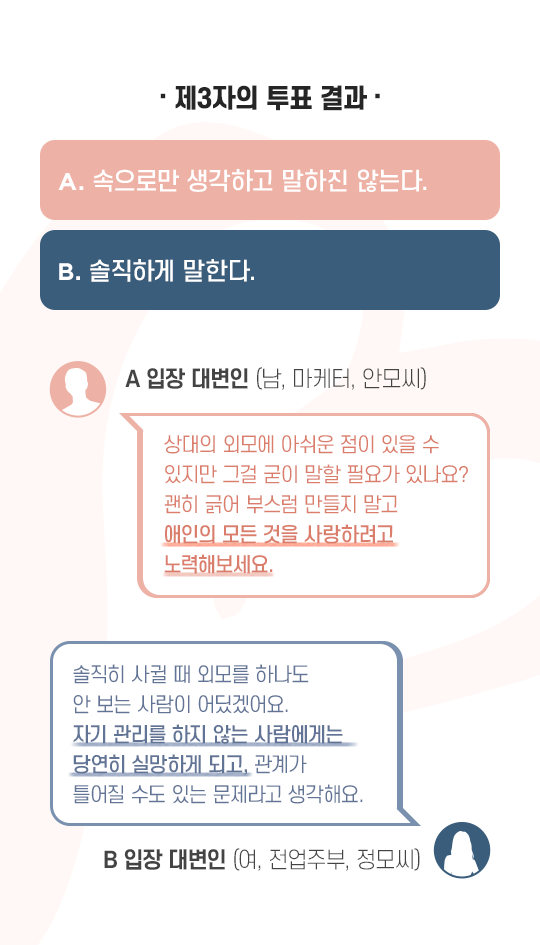 · 제3자의 투표 결과 ·
A. 속으로만 생각하고 말하진 않는다.
B. 솔직하게 말한다.
A 입장 대변인 (남, 마케터, 안모씨)
상대의 외모에 아쉬운 점이 있을 수
있지만 그걸 굳이 말할 필요가 있나요?
괜히 긁어 부스럼 만들지 말고
애인의 모든 것을 사랑하려고
노력해보세요.
솔직히 사귈 때 외모를 하나도
안 보는 사람이 어딨겠어요.
자기 관리를 하지 않는 사람에게는
당연히 실망하게 되고, 관계가
틀어질 수도 있는 문제라고 생각해요.
B 입장 대변인 (여, 전업주부, 정모씨)